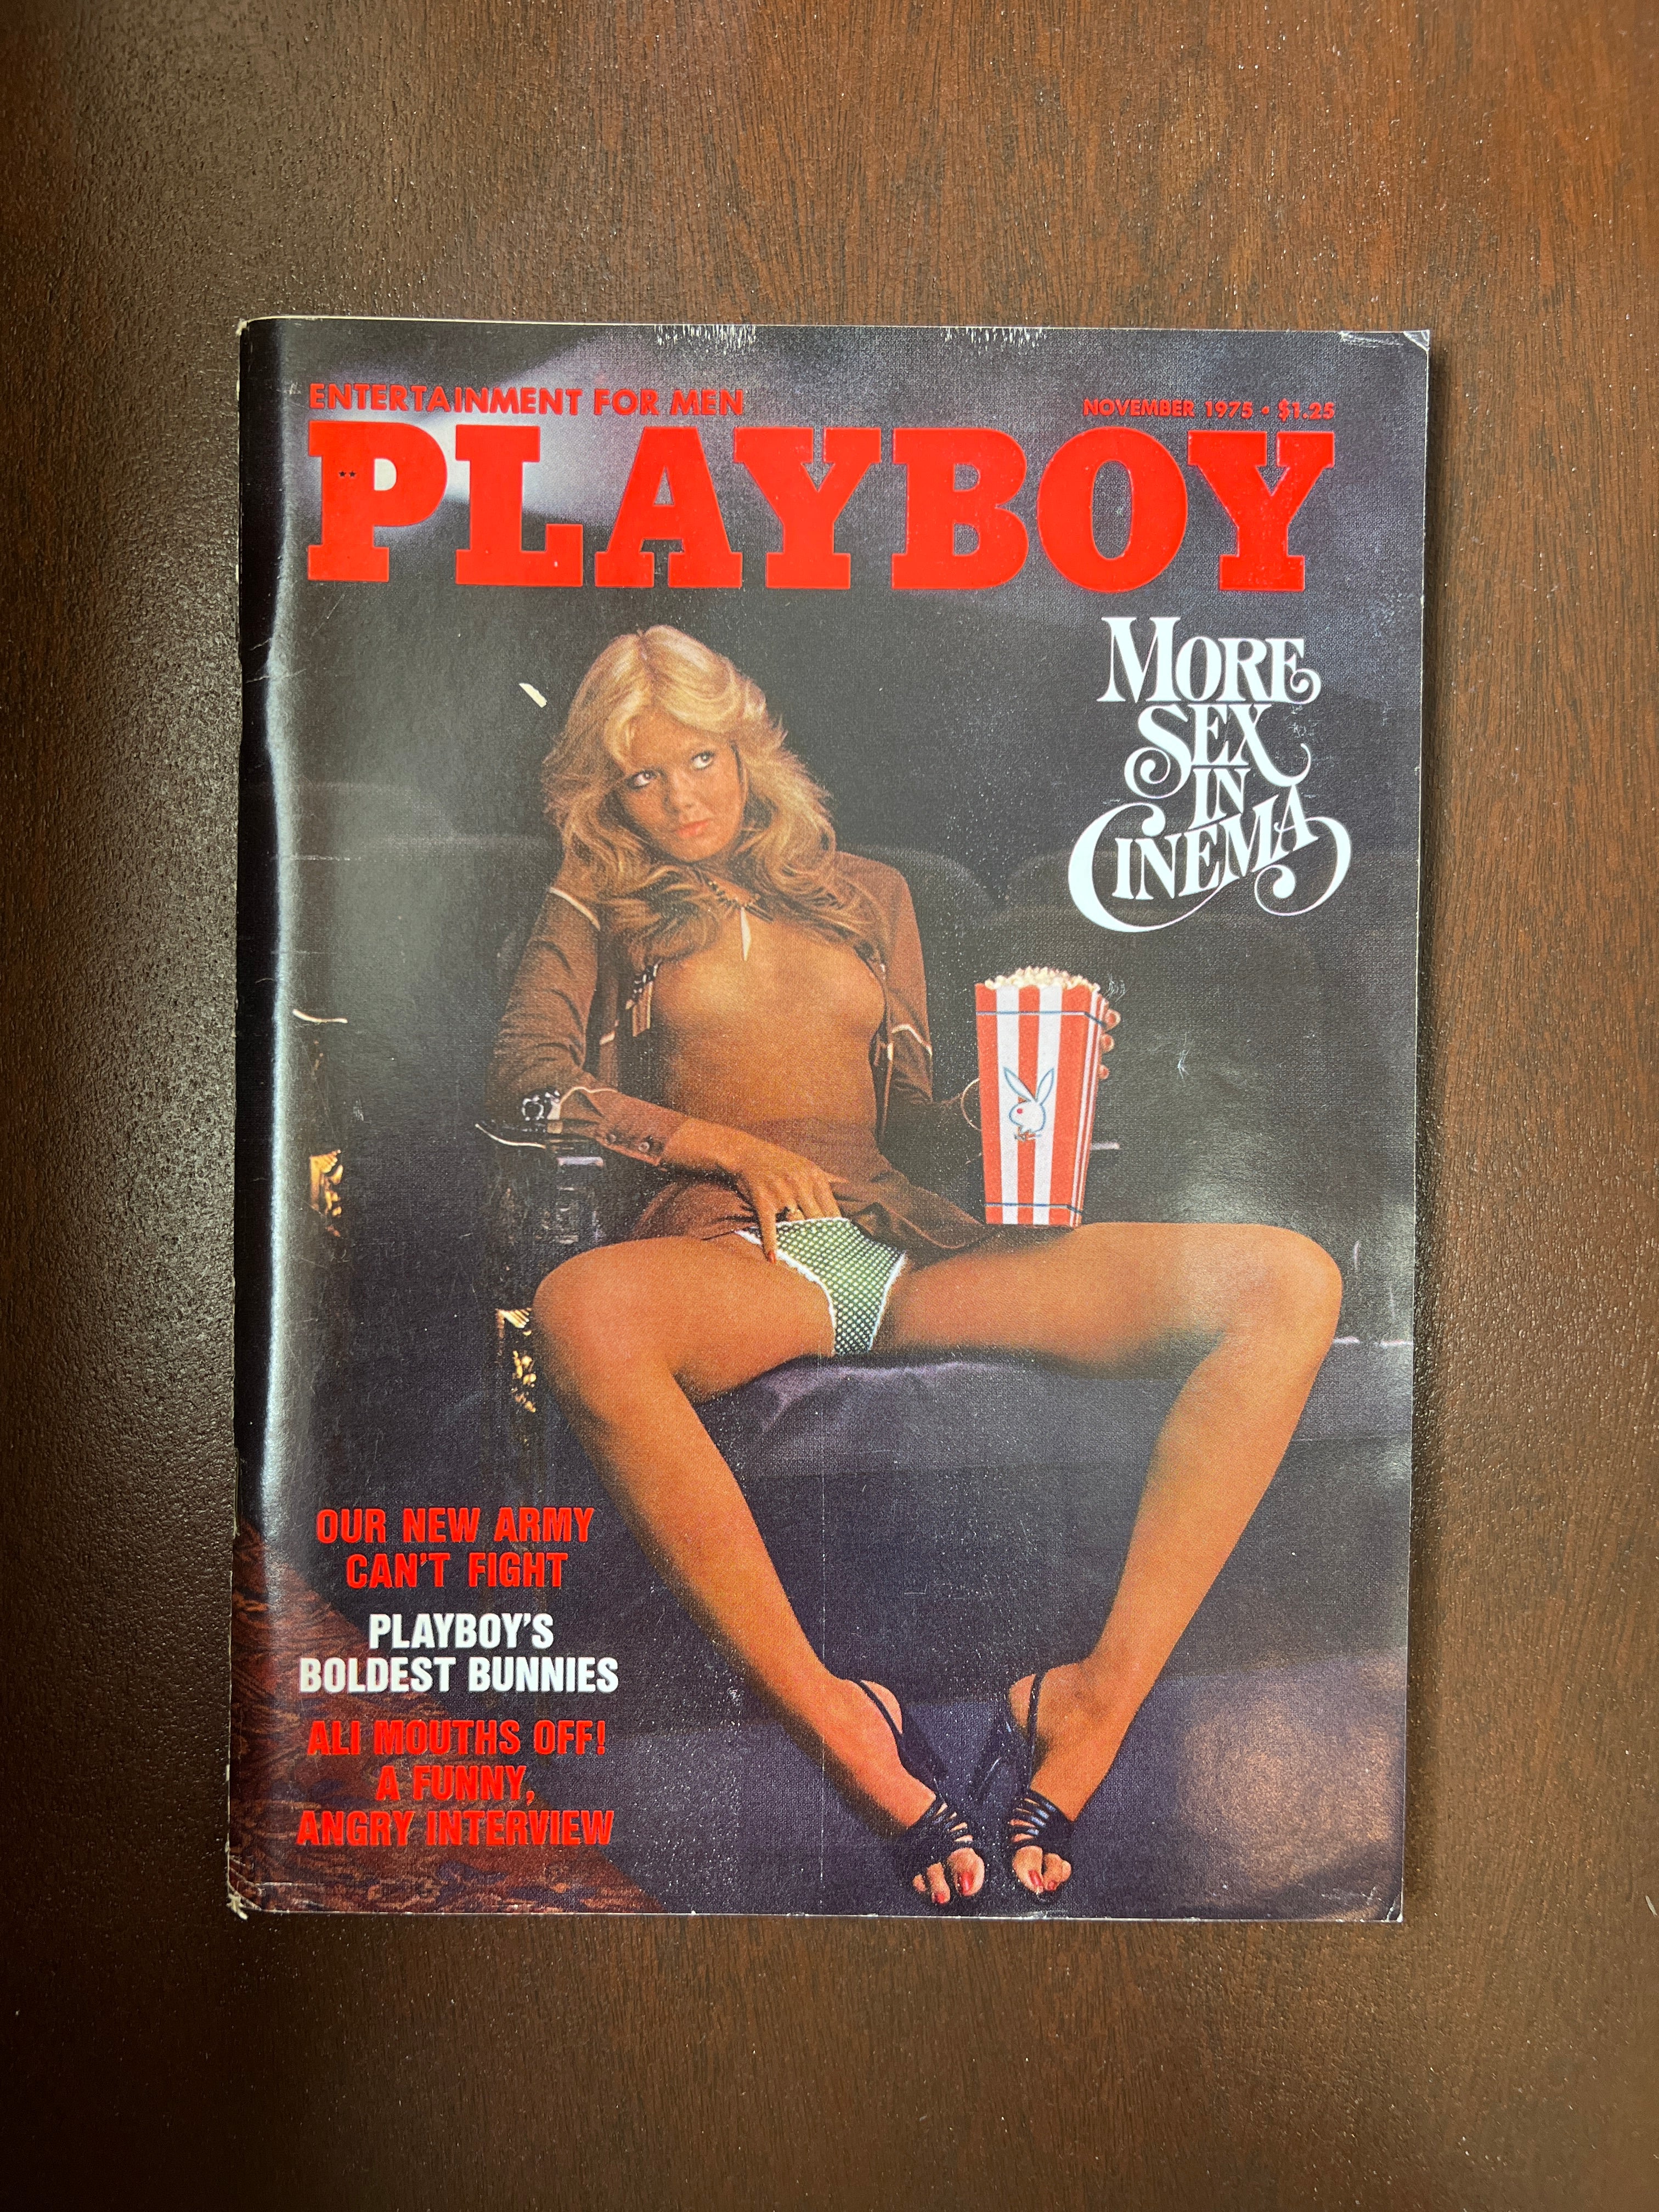 ENTERTAINMENT FOR MEN
NOVEMBER 1975 • $1.25
PLAYBOY
MORE
SEX
IN
CINEMA
OUR NEW ARMY
CAN'T FIGHT
PLAYBOY'S
BOLDEST BUNNIES
ALI MOUTHS OFF!
A FUNNY,
ANGRY INTERVIEW